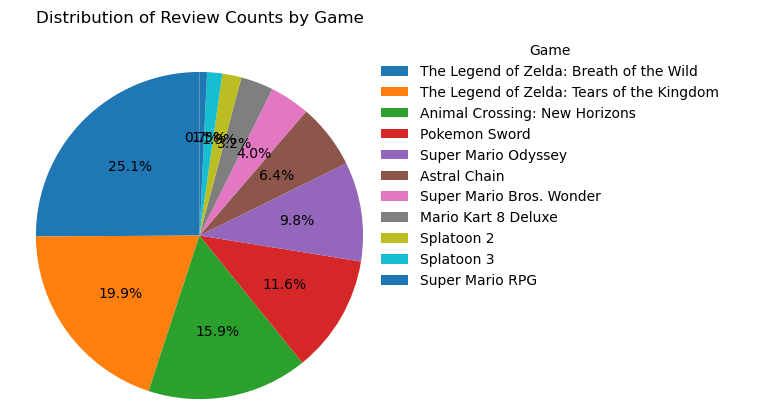 Distribution of Review Counts by Game
Game
The Legend of Zelda: Breath of the Wild
The Legend of Zelda: Tears of the Kingdom
Animal Crossing: New Horizons
Pokemon Sword
Super Mario Odyssey
Astral Chain
Super Mario Bros. Wonder
Mario Kart 8 Deluxe
Splatoon 2
Splatoon 3
Super Mario RPG
25.1%
19.9%
15.9%
11.6%
9.8%
6.4%
4.0%
3.2%